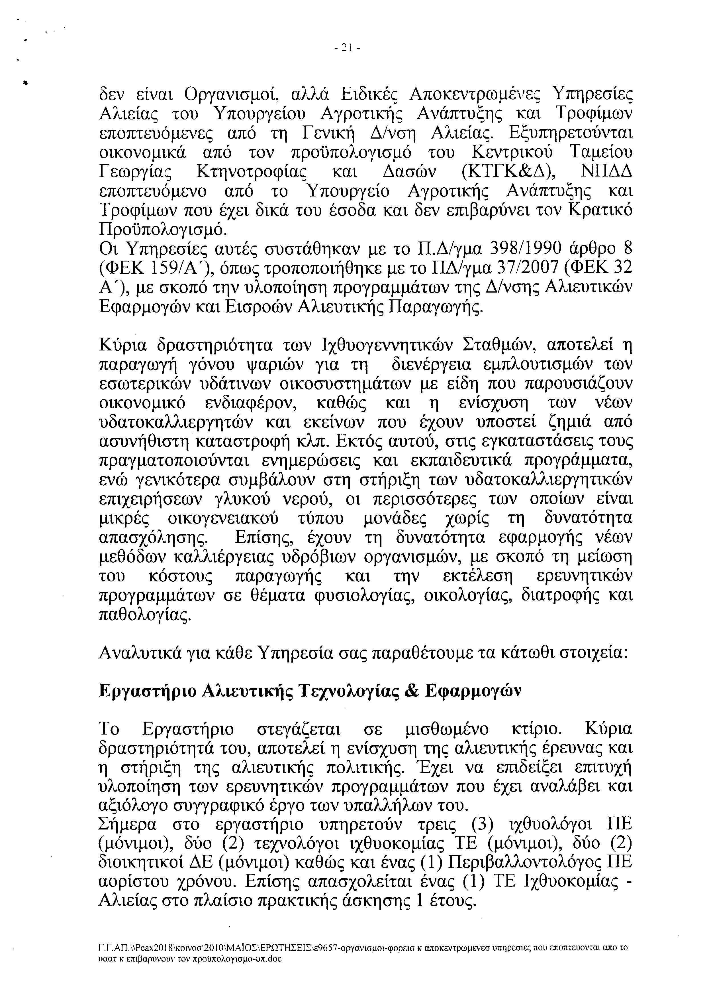 - 21 -
δεν είναι Οργανισμοί, αλλά Ειδικές Αποκεντρωμένες Υπηρεσίες
Αλιείας του Υπουργείου Αγροτικής Ανάπτυξης και Τροφίμων
εποπτευόμενες από τη Γενική Δ/νση Αλιείας. Εξυπηρετούνται
οικονομικά από τον προϋπολογισμό του Κεντρικού Ταμείου
Γεωργίας Κτηνοτροφίας και Δασών (ΚΤΓΚ&Δ), ΝΠΔΔ
εποπτευόμενο από το Υπουργείο Αγροτικής Ανάπτυξης και
Τροφίμων που έχει δικά του έσοδα και δεν επιβαρύνει τον Κρατικό
Προϋπολογισμό.
Οι Υπηρεσίες αυτές συστάθηκαν με το Π.Δ/γμα 398/1990 άρθρο 8
(ΦΕΚ 159/Α΄), όπως τροποποιήθηκε με το ΠΔ/γμα 37/2007 (ΦΕΚ 32
Α΄), με σκοπό την υλοποίηση προγραμμάτων της Δ/νσης Αλιευτικών
Εφαρμογών και Εισροών Αλιευτικής Παραγωγής.
Κύρια δραστηριότητα των Ιχθυογεννητικών Σταθμών, αποτελεί η
παραγωγή γόνου ψαριών για τη διενέργεια εμπλουτισμών των
εσωτερικών υδάτινων οικοσυστημάτων με είδη που παρουσιάζουν
οικονομικό ενδιαφέρον, καθώς και η ενίσχυση των νέων
υδατοκαλλιεργητών και εκείνων που έχουν υποστεί ζημιά από
ασυνήθιστη καταστροφή κλπ. Εκτός αυτού, στις εγκαταστάσεις τους
πραγματοποιούνται ενημερώσεις και εκπαιδευτικά προγράμματα,
ενώ γενικότερα συμβάλουν στη στήριξη των υδατοκαλλιεργητικών
επιχειρήσεων γλυκού νερού, οι περισσότερες των οποίων είναι
μικρές οικογενειακού τύπου μονάδες χωρίς τη δυνατότητα
απασχόλησης. Επίσης, έχουν τη δυνατότητα εφαρμογής νέων
μεθόδων καλλιέργειας υδρόβιων οργανισμών, με σκοπό τη μείωση
του κόστους παραγωγής και την εκτέλεση ερευνητικών
προγραμμάτων σε θέματα φυσιολογίας, οικολογίας, διατροφής και
παθολογίας.
Αναλυτικά για κάθε Υπηρεσία σας παραθέτουμε τα κάτωθι στοιχεία:
Εργαστήριο Αλιευτικής Τεχνολογίας & Εφαρμογών
Το Εργαστήριο στεγάζεται σε μισθωμένο κτίριο. Κύρια
δραστηριότητά του, αποτελεί η ενίσχυση της αλιευτικής έρευνας και
η στήριξη της αλιευτικής πολιτικής. Έχει να επιδείξει επιτυχή
υλοποίηση των ερευνητικών προγραμμάτων που έχει αναλάβει και
αξιόλογο συγγραφικό έργο των υπαλλήλων του.
Σήμερα στο εργαστήριο υπηρετούν τρεις (3) ιχθυολόγοι ΠΕ
(μόνιμοι), δύο (2) τεχνολόγοι ιχθυοκομίας ΤΕ (μόνιμοι), δύο (2)
διοικητικοί ΔΕ (μόνιμοι) καθώς και ένας (1) Περιβαλλοντολόγος ΠΕ
αορίστου χρόνου. Επίσης απασχολείται ένας (1) ΤΕ Ιχθυοκομίας -
Αλιείας στο πλαίσιο πρακτικής άσκησης 1 έτους.
Γ.Γ.ΑΠ.\\Pcax2018\κοινοσ\2010\ΜΑΪΟΣ\ΕΡΩΤΗΣΕΙΣ\ε9657-οργανισμοι-φορεισ κ αποκεντρωμενεσ υπηρεσιες που εποπτευονται απο το
υαατ κ επιβαρυνουν τον προϋπολογισμο-υπ.doc